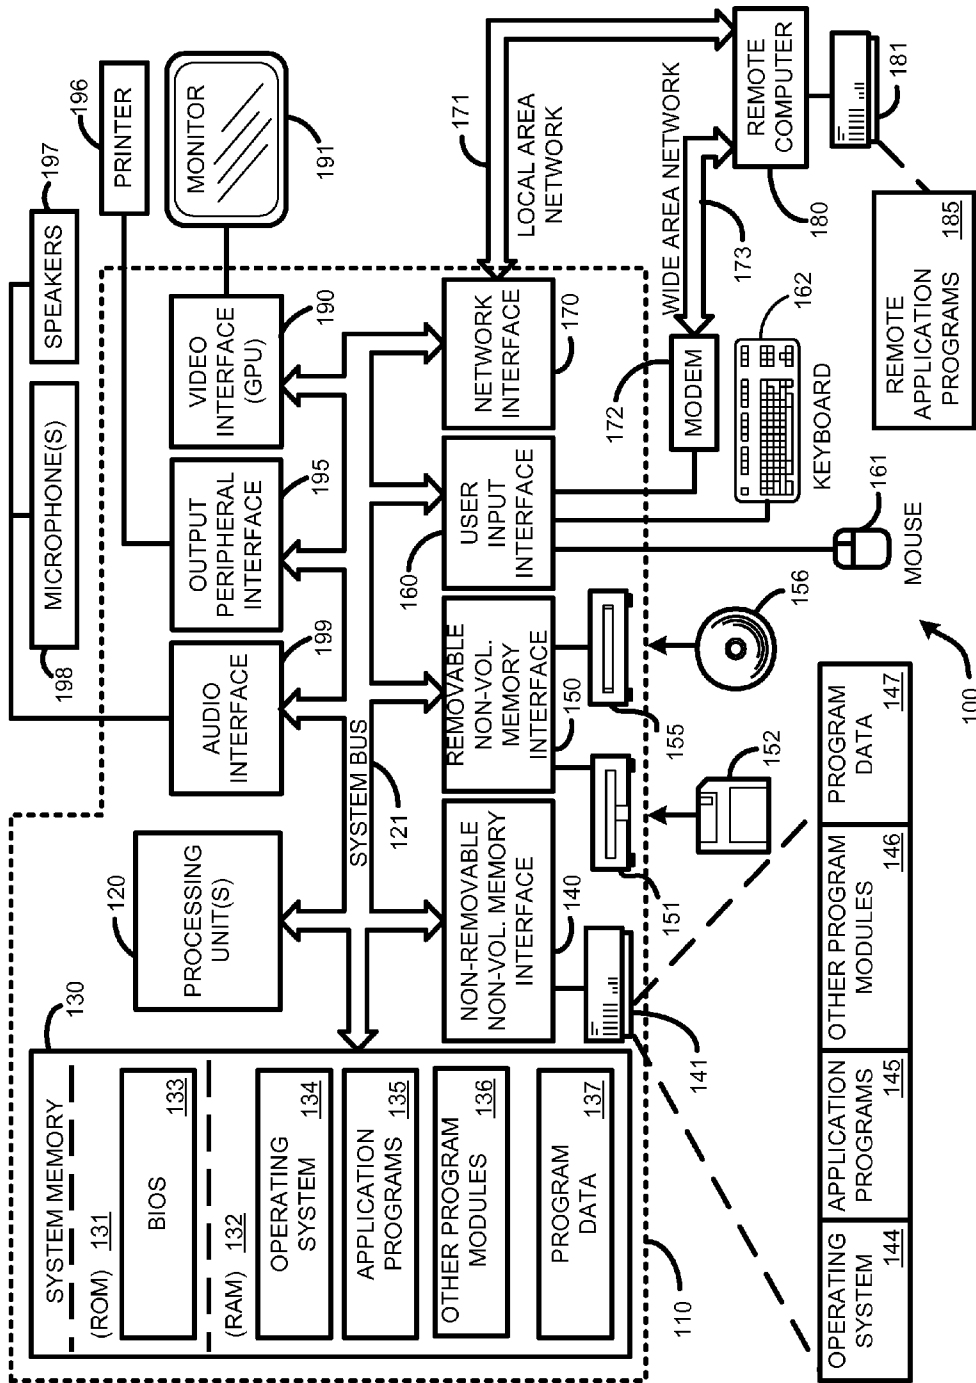 SYSTEM MEMORY
(ROM) 131
BIOS
133
(RAM) 132
OPERATING
SYSTEM
134
APPLICATION
PROGRAMS
135
OTHER PROGRAM
MODULES
136
PROGRAM
DATA
137
130
110
120
PROCESSING
UNIT(S)
SYSTEM BUS
121
198
MICROPHONE(S)
SPEAKERS
197
196
PRINTER
MONITOR
191
AUDIO
INTERFACE
199
OUTPUT
PERIPHERAL
INTERFACE
195
VIDEO
INTERFACE
(GPU)
190
NON-REMOVABLE
NON-VOL. MEMORY
INTERFACE
140
REMOVABLE
NON-VOL.
MEMORY
INTERFACE
150
160
USER
INPUT
INTERFACE
NETWORK
INTERFACE
170
171
LOCAL AREA
NETWORK
141
151
155
152
156
172
MODEM
WIDE AREA NETWORK
173
REMOTE
COMPUTER
180
181
162
KEYBOARD
161
MOUSE
REMOTE
APPLICATION
PROGRAMS
185
OPERATING
SYSTEM
144
APPLICATION
PROGRAMS
145
OTHER PROGRAM
MODULES
146
PROGRAM
DATA
147
100